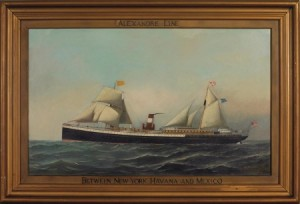 ALEXANDRE LINE
BETWEEN NEW YORK, HAVANA AND MEXICO